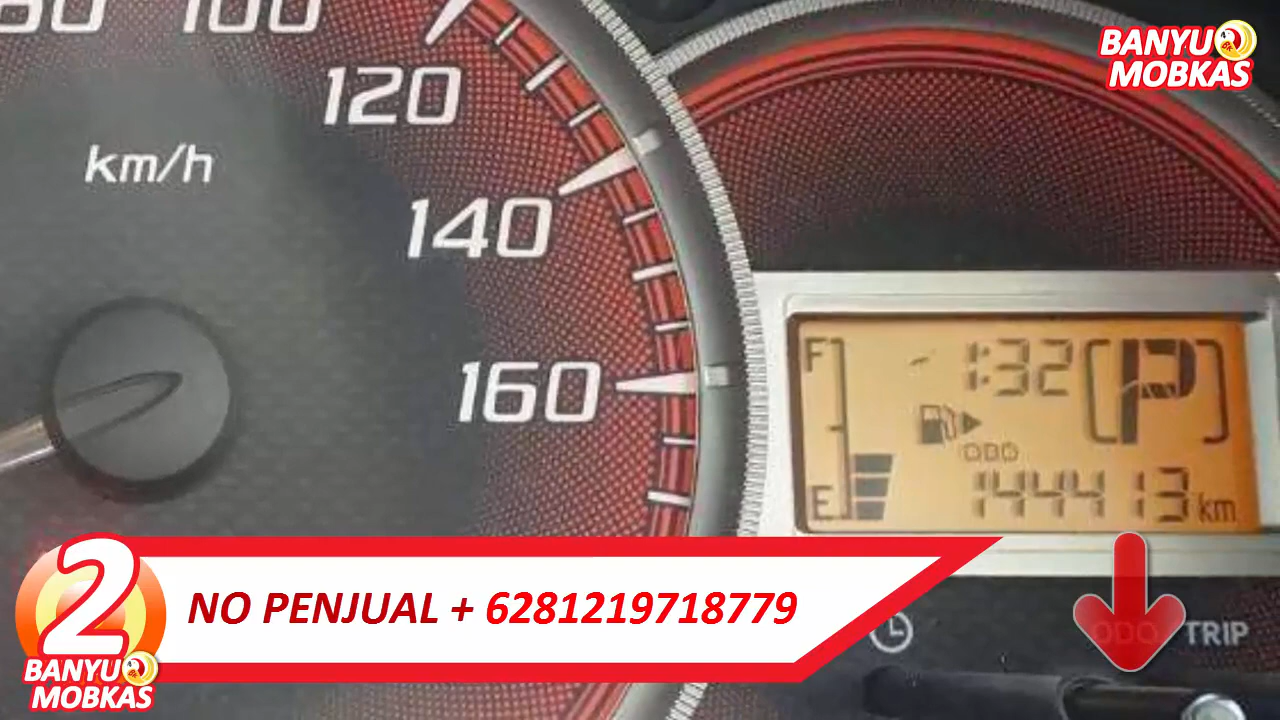 100
120
km/h
140
160
BANYU
MOBKAS
F
1:32
P
ODO
E
144413 km
2
NO PENJUAL + 6281219718779
BANYU
MOBKAS
ODO TRIP